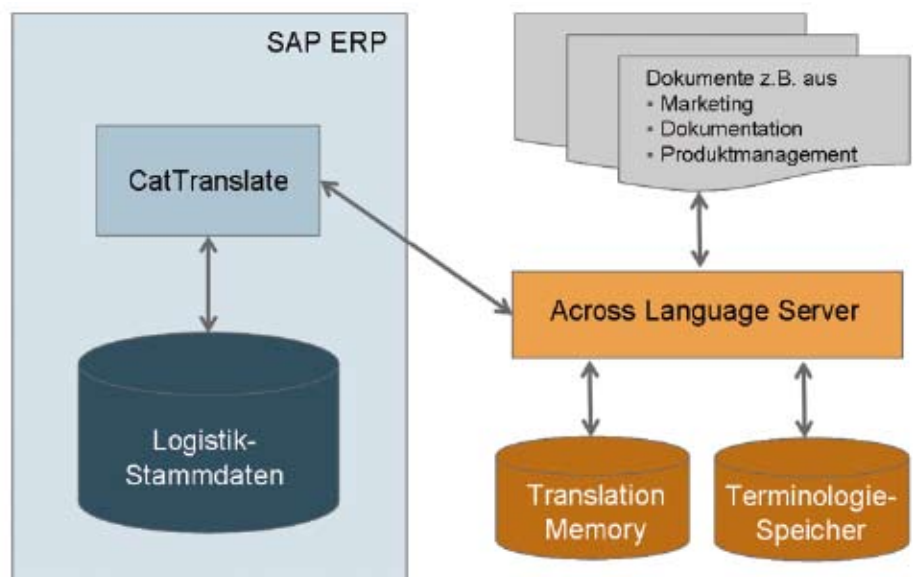 SAP ERP
CatTranslate
Logistik-
Stammdaten
Dokumente z.B. aus
▪ Marketing
▪ Dokumentation
▪ Produktmanagement
Across Language Server
Translation
Memory
Terminologie-
Speicher